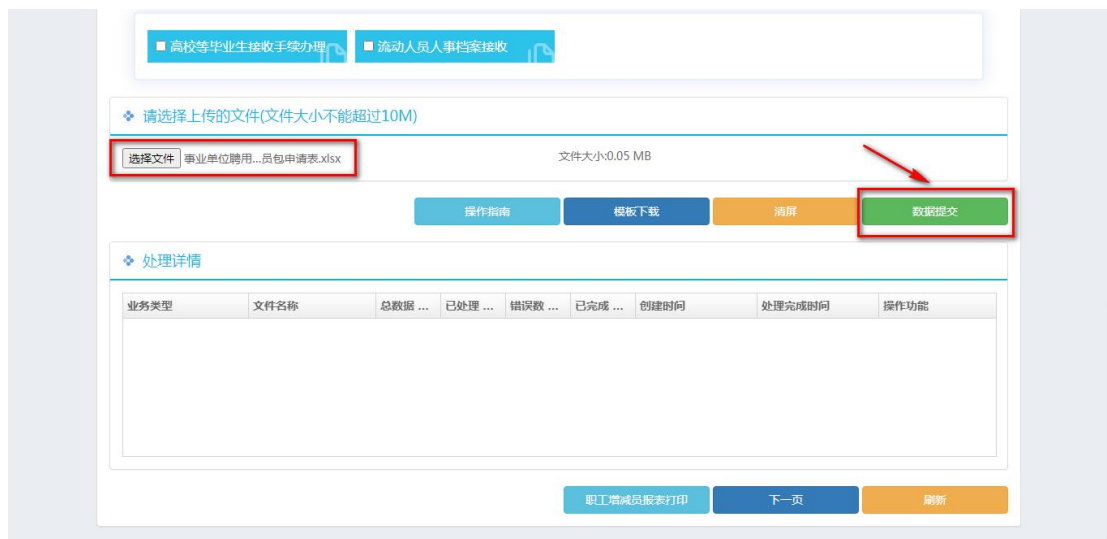 高校等毕业生接收手续办理
流动人员人事档案接收
请选择上传的文件(文件大小不能超过10M)
选择文件 事业单位聘用...员包申请表.xlsx
文件大小:0.05 MB
操作指南
模板下载
清屏
数据提交
处理详情
业务类型 文件名称 总数据 ... 已处理 ... 错误数 ... 已完成 ... 创建时间 处理完成时间 操作功能
职工增减员报表打印
下一页
刷新